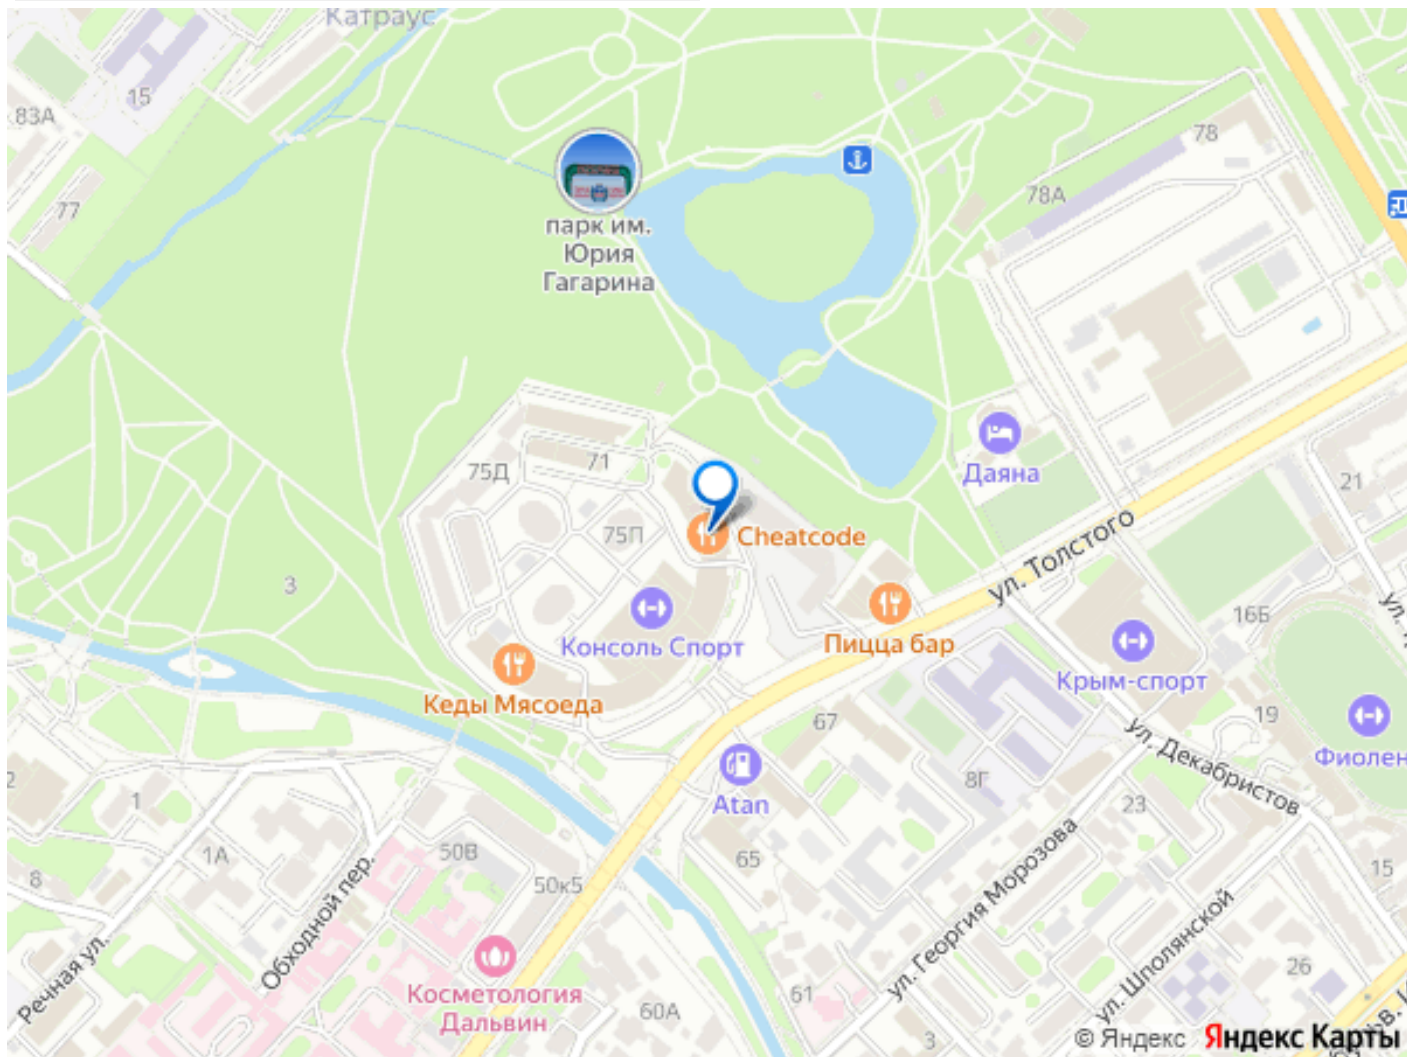 Катраус
15
83А
77
78
78А
парк им.
Юрия
Гагарина
75Д
71
75П
Cheatcode
Даяна
ул. Толстого
21
3
Консоль Спорт
Пицца бар
16Б
Кеды Мясоеда
Крым-спорт
67
19
Фиолен
Atan
8Г
ул. Декабристов
23
1
1А
8
50В
65
50к5
15
Обходной пер.
ул. Георгия Морозова
ул. Шполянской
Речная ул.
Косметология
Дальвин
60А
61
26
3
© Яндекс Яндекс Карты